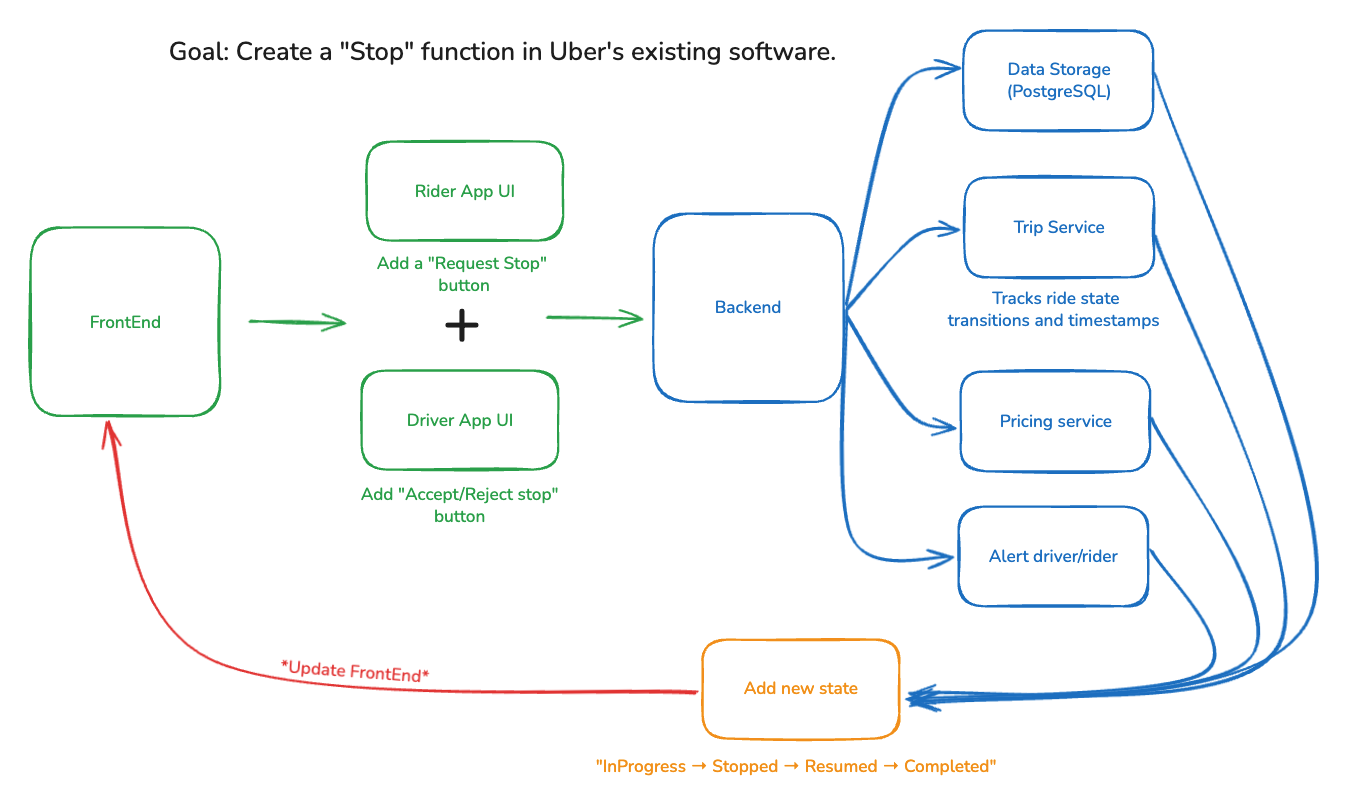 Goal: Create a "Stop" function in Uber's existing software.
FrontEnd
Rider App UI
Add a "Request Stop"
button
+
Driver App UI
Add "Accept/Reject stop"
button
Backend
Data Storage
(PostgreSQL)
Trip Service
Tracks ride state
transitions and timestamps
Pricing service
Alert driver/rider
Add new state
"InProgress → Stopped → Resumed → Completed"
*Update FrontEnd*